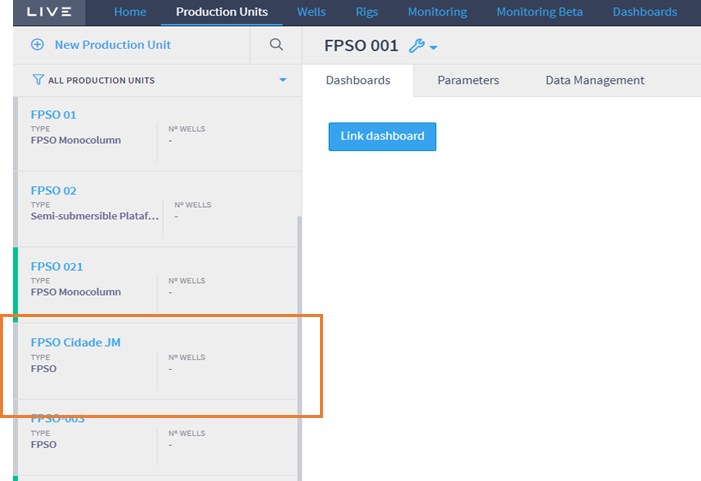 LIVE
Home Production Units Wells Rigs Monitoring Monitoring Beta Dashboards
New Production Unit
FPSO 001
ALL PRODUCTION UNITS
Dashboards Parameters Data Management
Link dashboard
FPSO 01
TYPE Nº WELLS
FPSO Monocolumn -
FPSO 02
TYPE Nº WELLS
Semi-submersible Plataf... -
FPSO 021
TYPE Nº WELLS
FPSO Monocolumn -
FPSO Cidade JM
TYPE Nº WELLS
FPSO -
FPSO-003
TYPE Nº WELLS
FPSO -